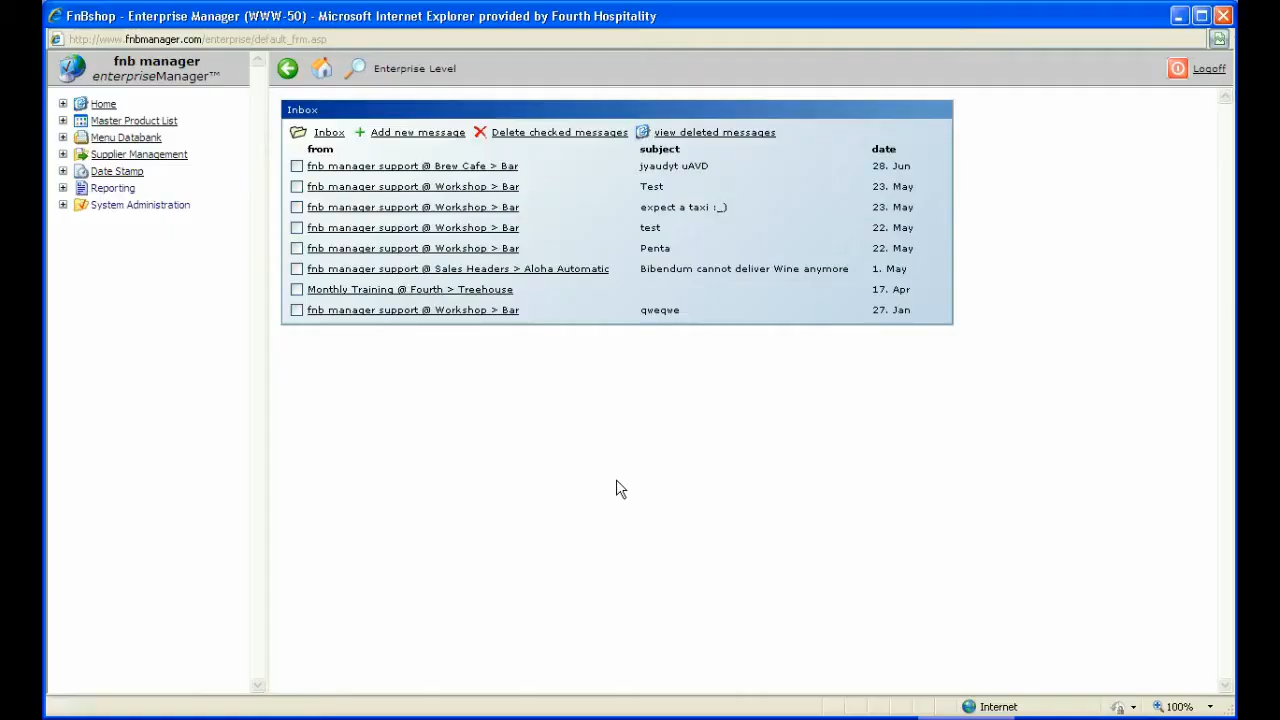 FnBshop - Enterprise Manager (WWW-50) - Microsoft Internet Explorer provided by Fourth Hospitality
http://www.fnbmanager.com/enterprise/default_frm.asp
fnb manager
enterpriseManager™
Enterprise Level
Logoff
Home
Master Product List
Menu Databank
Supplier Management
Date Stamp
Reporting
System Administration
Inbox
Inbox Add new message Delete checked messages view deleted messages
from subject date
fnb manager support @ Brew Cafe > Bar jyaudyt uAVD 28. Jun
fnb manager support @ Workshop > Bar Test 23. May
fnb manager support @ Workshop > Bar expect a taxi :_) 23. May
fnb manager support @ Workshop > Bar test 22. May
fnb manager support @ Workshop > Bar Penta 22. May
fnb manager support @ Sales Headers > Aloha Automatic Bibendum cannot deliver Wine anymore 1. May
Monthly Training @ Fourth > Treehouse 17. Apr
fnb manager support @ Workshop > Bar qweqwe 27. Jan
Internet 100%